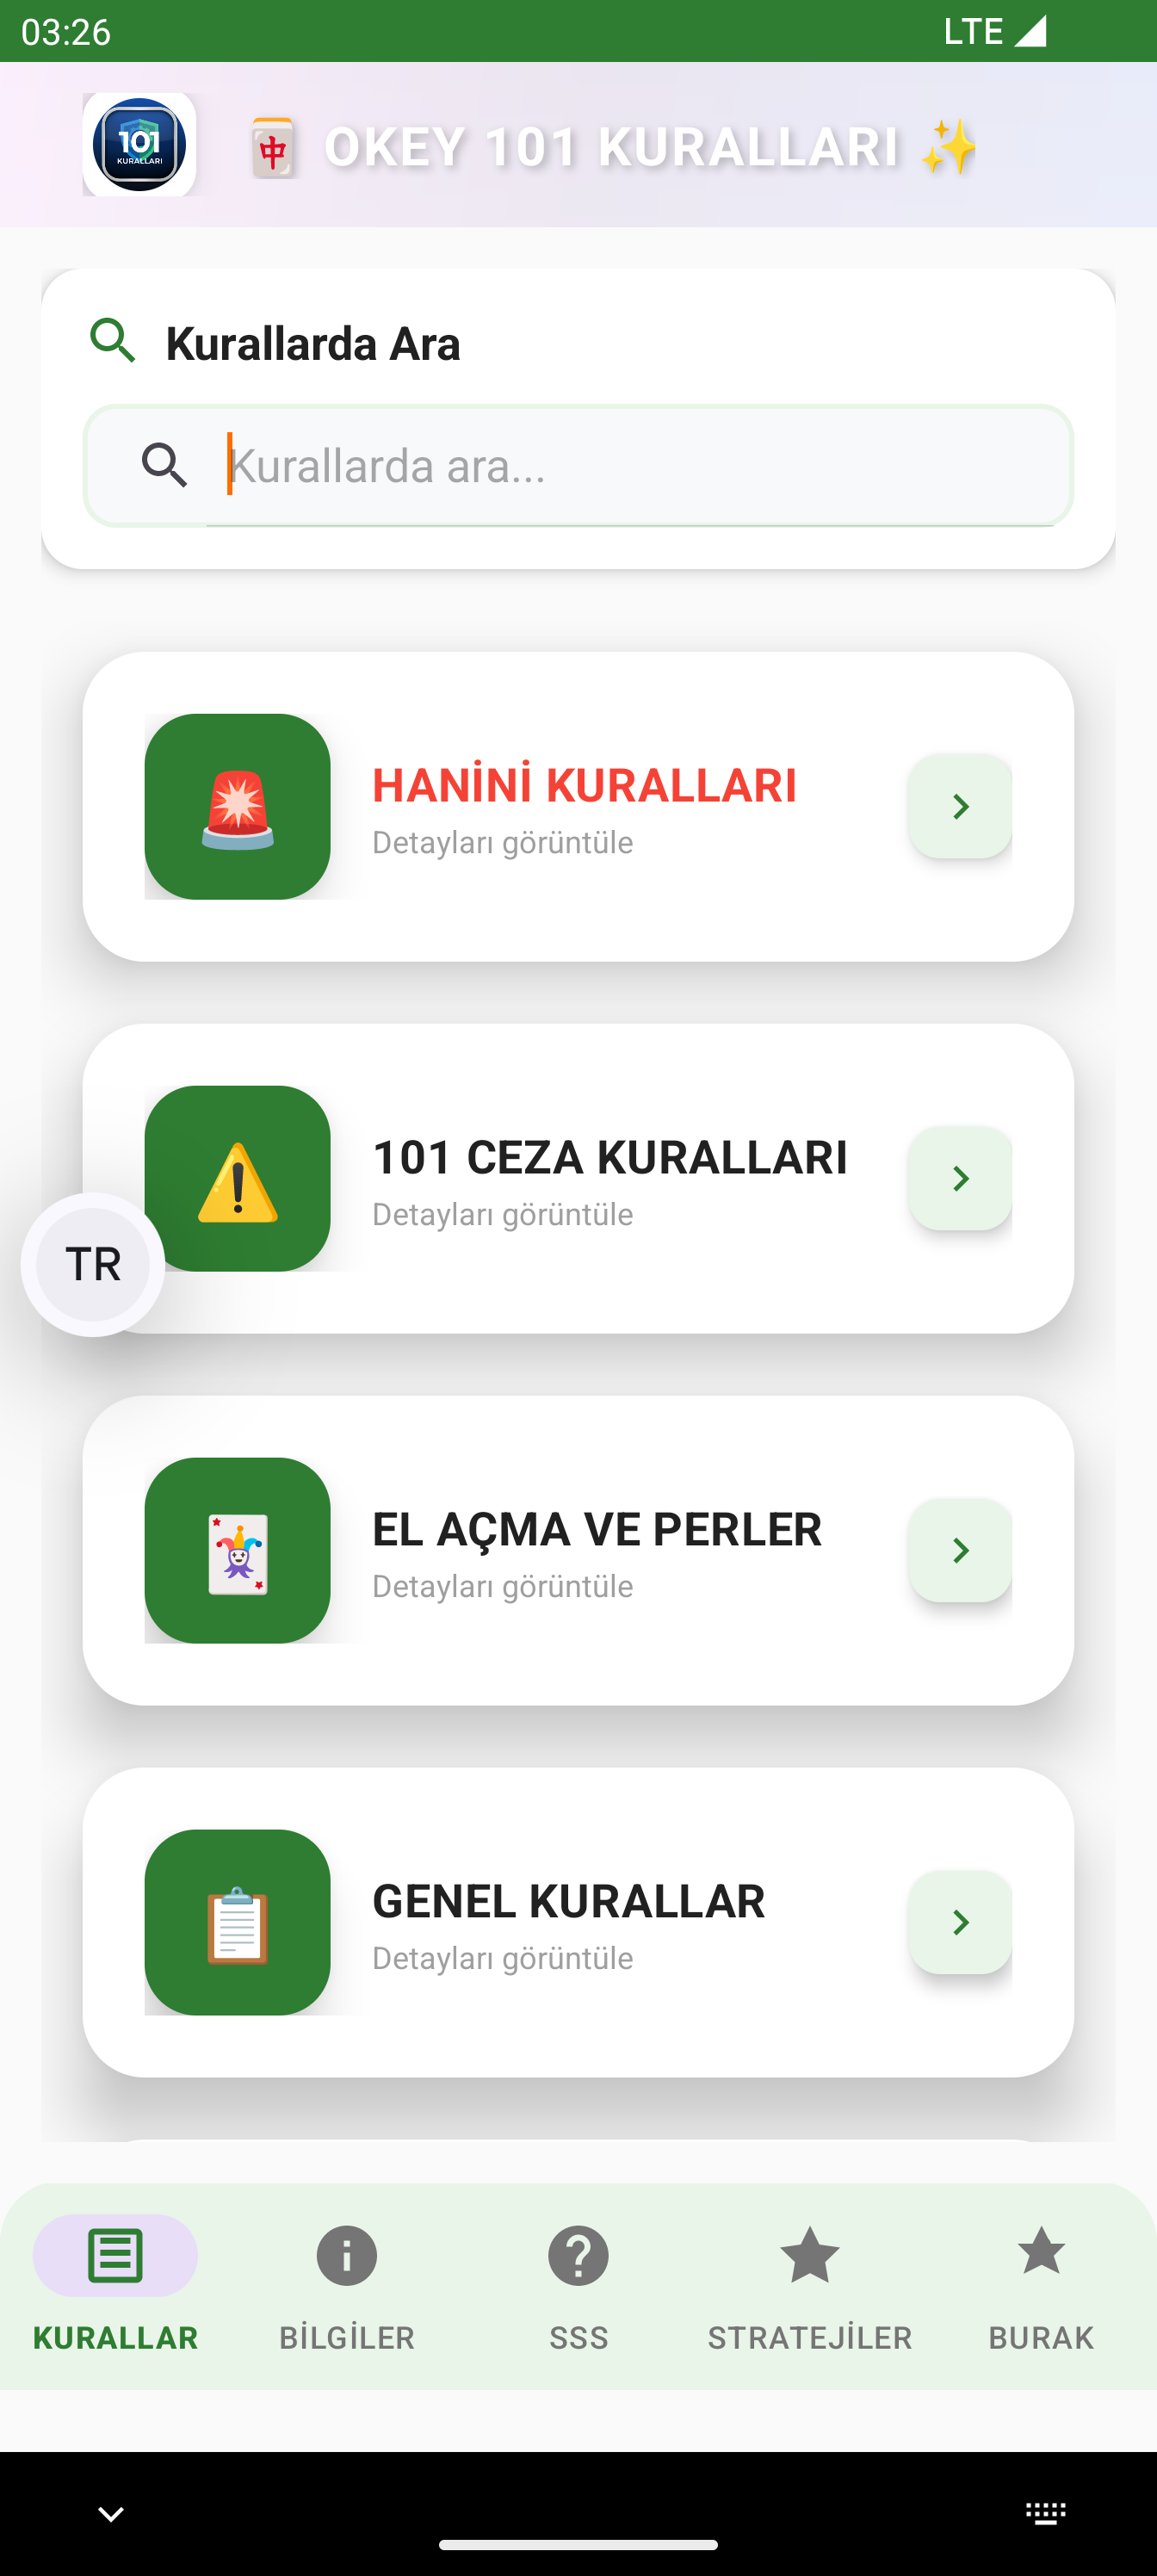 03:26
LTE
101
KURALLARI
🀄 OKEY 101 KURALLARI ✨
Kurallarda Ara
Kurallarda ara...
HANİNİ KURALLARI
Detayları görüntüle
101 CEZA KURALLARI
Detayları görüntüle
TR
EL AÇMA VE PERLER
Detayları görüntüle
GENEL KURALLAR
Detayları görüntüle
KURALLAR
BİLGİLER
SSS
STRATEJİLER
BURAK